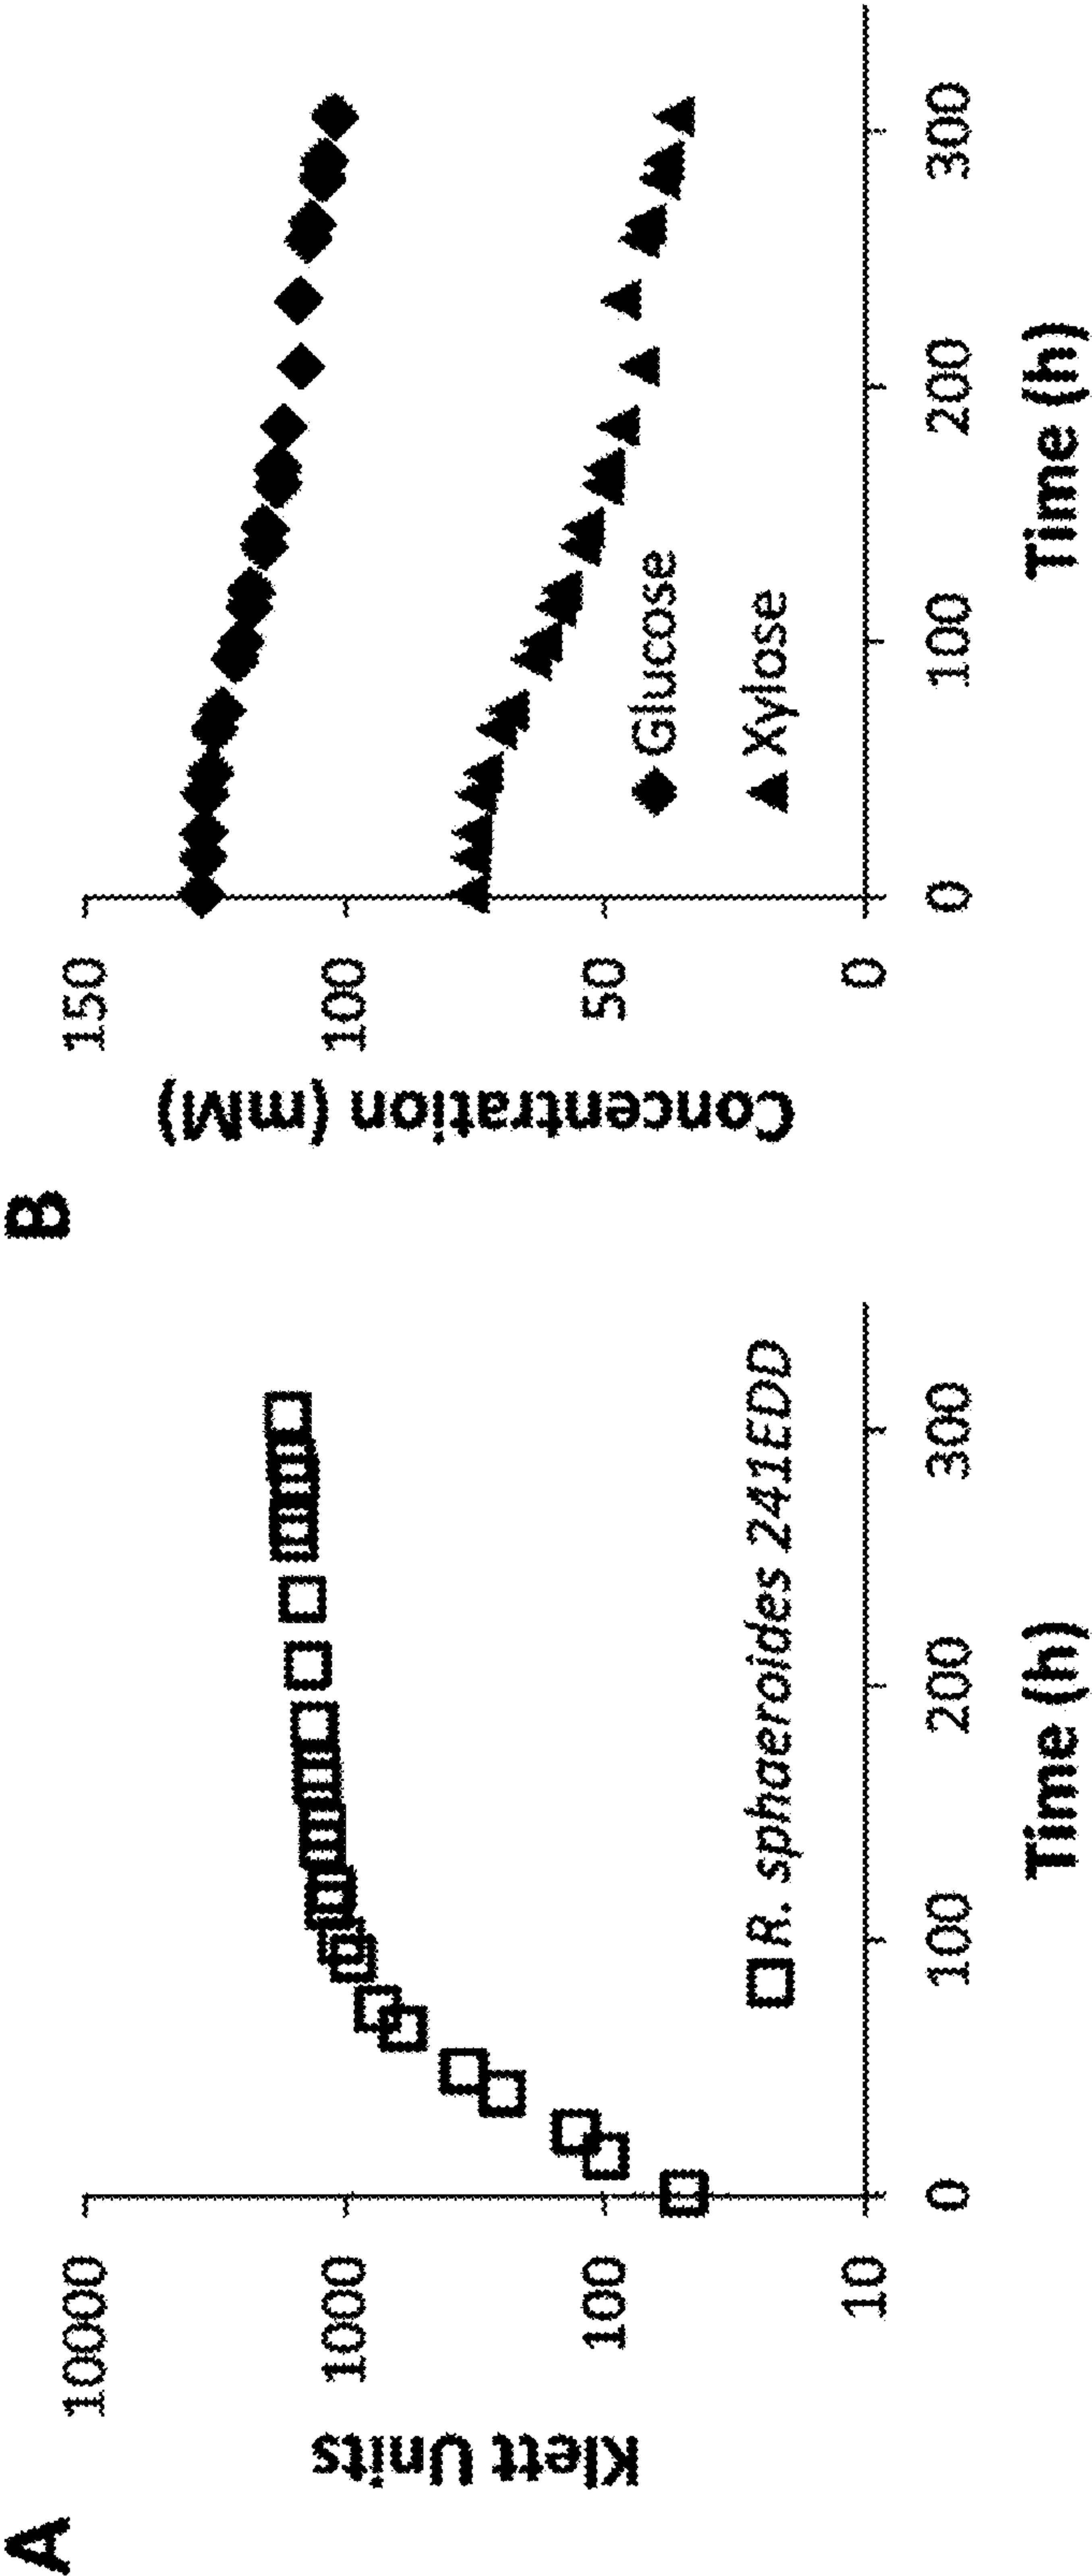 A
Klett Units
10000
1000
100
10
0
100
200
300
Time (h)
R. sphaeroides 241EDD
B
Concentration (mM)
150
100
50
0
0
100
200
300
Time (h)
Glucose
Xylose